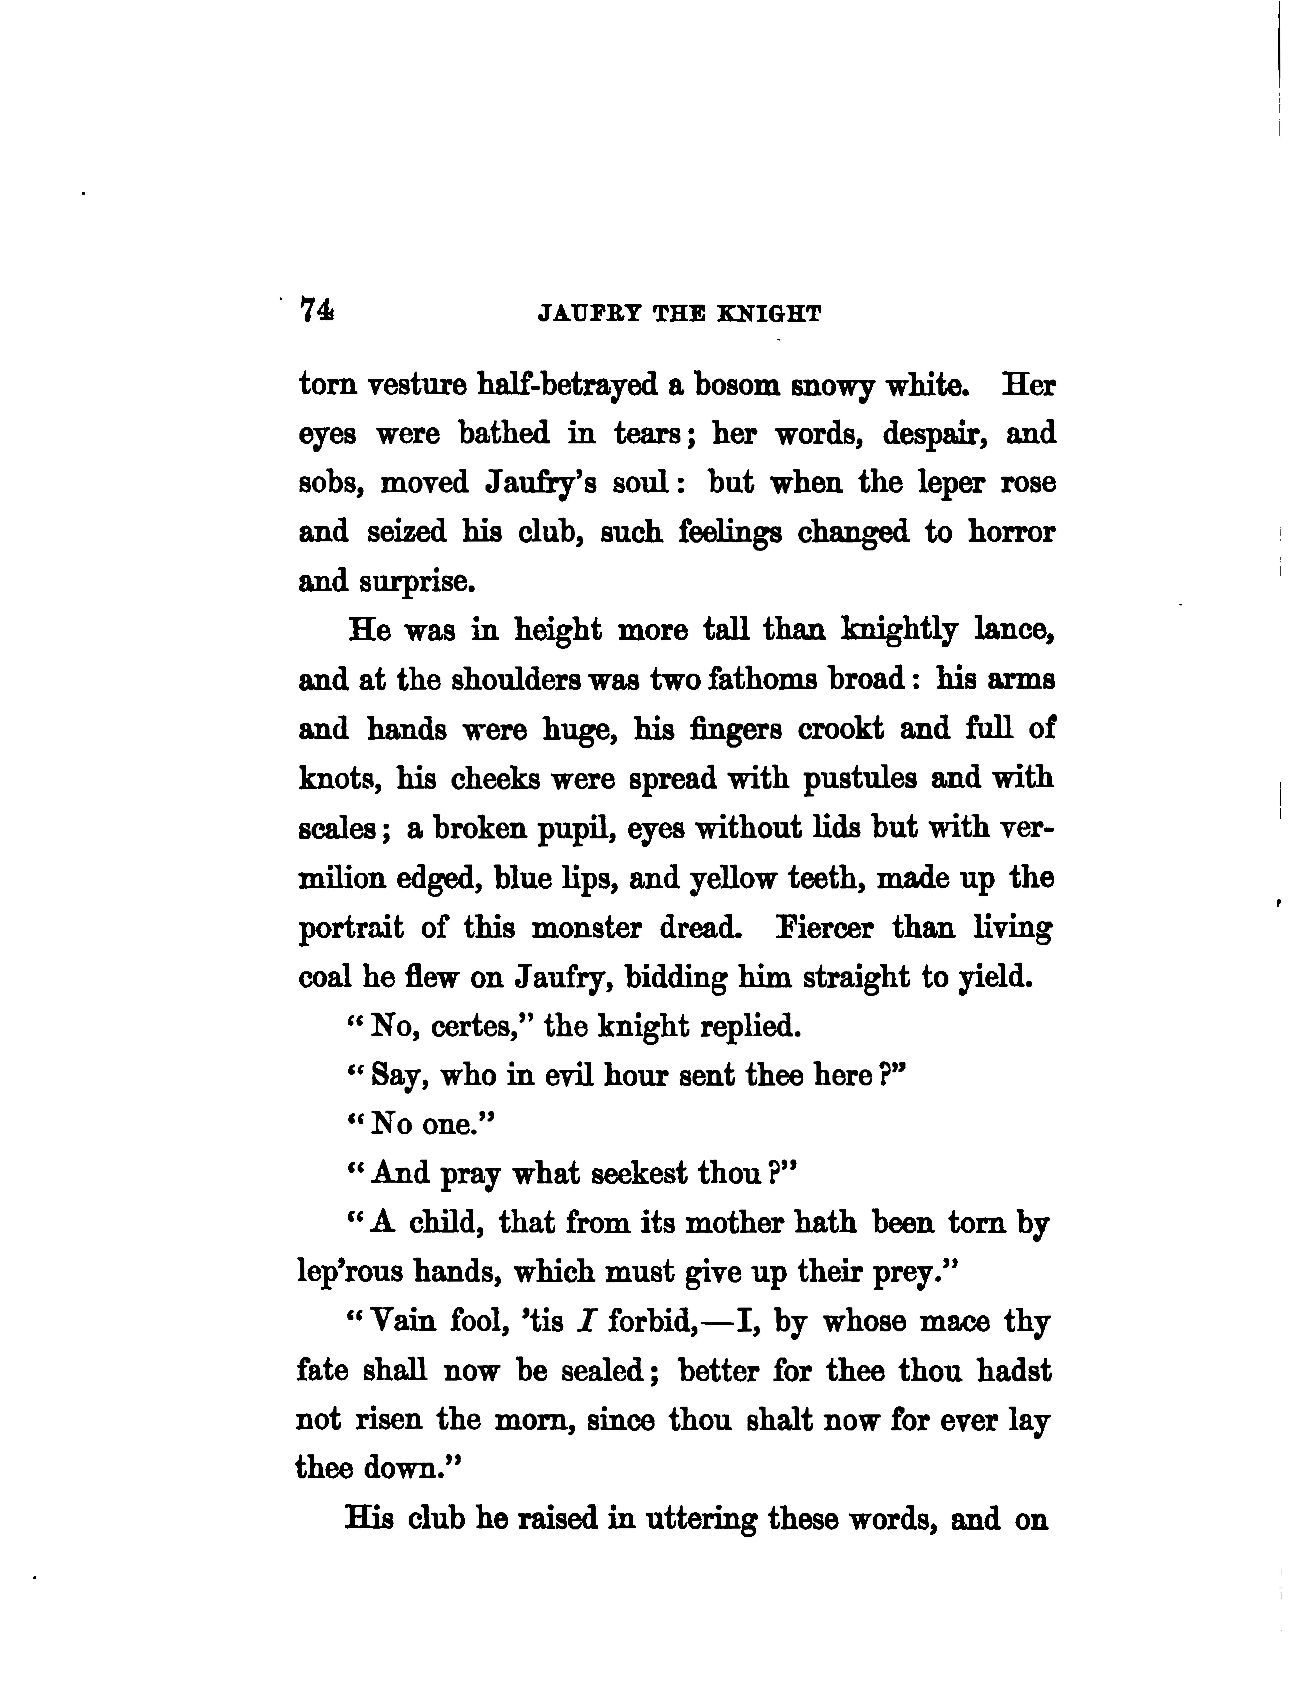 74 JAUFRY THE KNIGHT
torn vesture half-betrayed a bosom snowy white. Her
eyes were bathed in tears; her words, despair, and
sobs, moved Jaufry's soul: but when the leper rose
and seized his club, such feelings changed to horror
and surprise.
He was in height more tall than knightly lance,
and at the shoulders was two fathoms broad: his arms
and hands were huge, his fingers crookt and full of
knots, his cheeks were spread with pustules and with
scales; a broken pupil, eyes without lids but with ver-
milion edged, blue lips, and yellow teeth, made up the
portrait of this monster dread. Fiercer than living
coal he flew on Jaufry, bidding him straight to yield.
"No, certes," the knight replied.
"Say, who in evil hour sent thee here?"
"No one."
"And pray what seekest thou?"
"A child, that from its mother hath been torn by
lep'rous hands, which must give up their prey."
"Vain fool, 'tis I forbid,—I, by whose mace thy
fate shall now be sealed; better for thee thou hadst
not risen the morn, since thou shalt now for ever lay
thee down."
His club he raised in uttering these words, and on